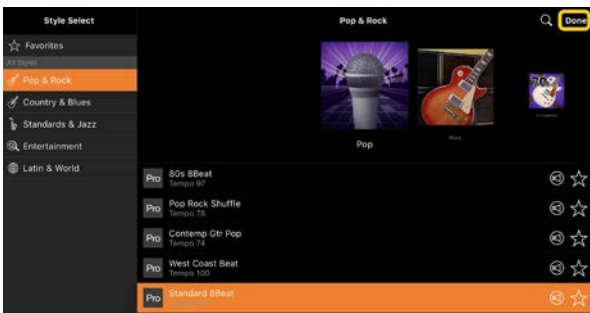 Style Select
Pop & Rock
Done
Favorites
All Styles
Pop & Rock
Country & Blues
Standards & Jazz
Entertainment
Latin & World
70s
Pop
Pro
80s 8Beat
Tempo 97
Pro
Pop Rock Shuffle
Tempo 78
Pro
Contemp Gtr Pop
Tempo 74
Pro
West Coast Beat
Tempo 100
Pro
Standard 8Beat